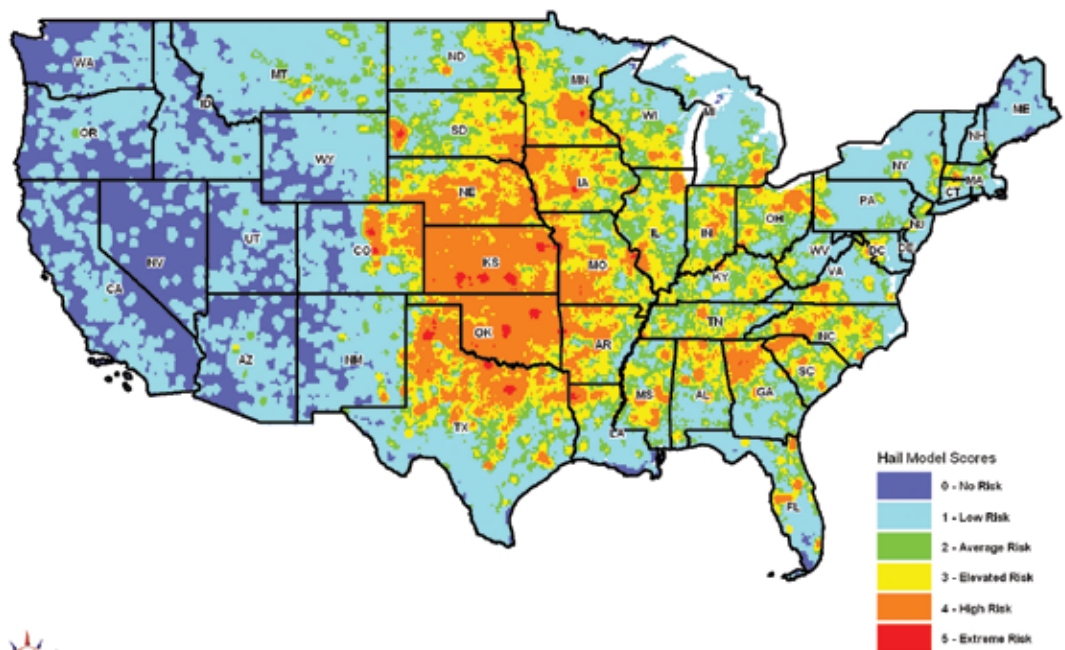 WA
MT
ND
MN
ME
OR
ID
SD
WI
MI
NH
WY
NY
MA
CT
NE
IA
PA
NJ
NV
UT
CO
IL
IN
OH
WV
DC
DE
CA
KS
MO
KY
VA
AZ
NM
OK
AR
TN
NC
SC
TX
MS
AL
GA
LA
FL
Hail Model Scores
0 - No Risk
1 - Low Risk
2 - Average Risk
3 - Elevated Risk
4 - High Risk
5 - Extreme Risk